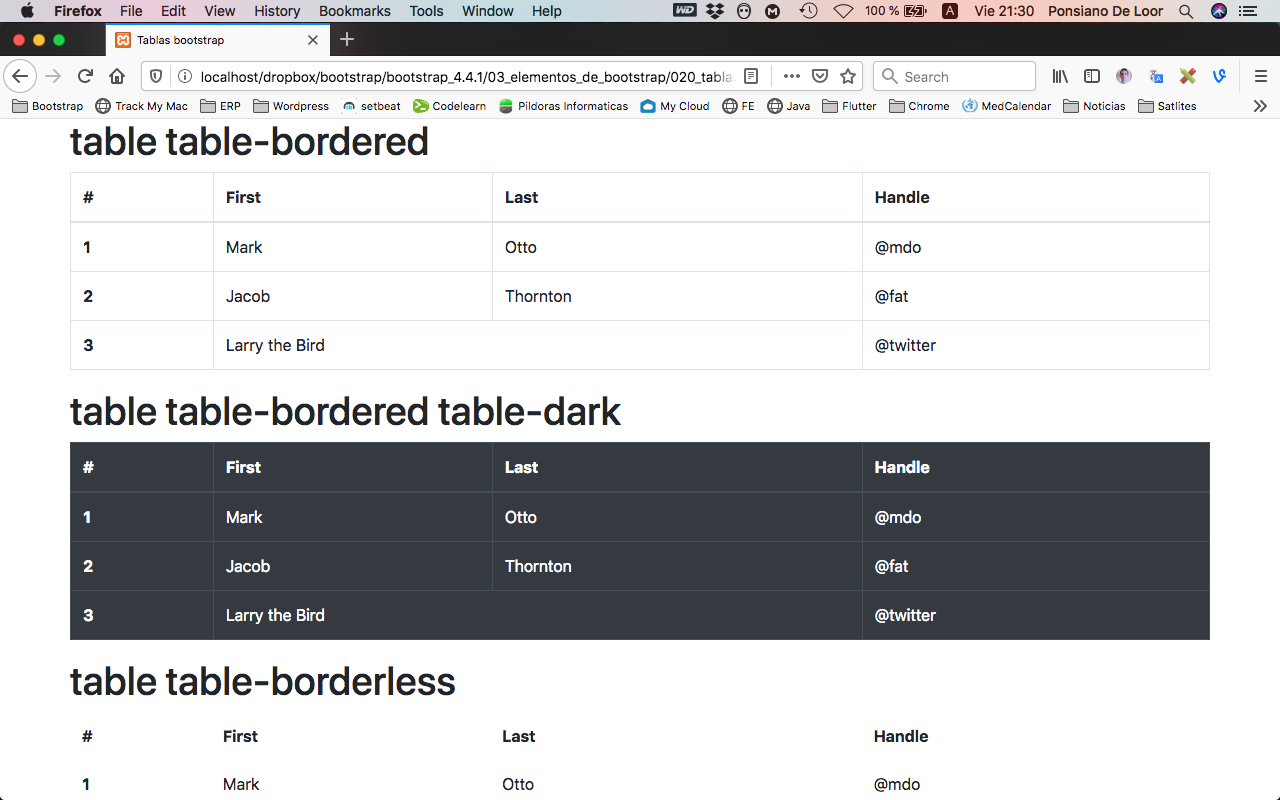 Firefox File Edit View History Bookmarks Tools Window Help WD 100 % A Vie 21:30 Ponsiano De Loor
Tablas bootstrap
localhost/dropbox/bootstrap/bootstrap_4.4.1/03_elementos_de_bootstrap/020_tabla. Search
Bootstrap Track My Mac ERP Wordpress setbeat Codelearn Pildoras Informaticas My Cloud FE Java Flutter Chrome MedCalendar Noticias Satlites
table table-bordered
# First Last Handle
1 Mark Otto @mdo
2 Jacob Thornton @fat
3 Larry the Bird @twitter
table table-bordered table-dark
# First Last Handle
1 Mark Otto @mdo
2 Jacob Thornton @fat
3 Larry the Bird @twitter
table table-borderless
# First Last Handle
1 Mark Otto @mdo